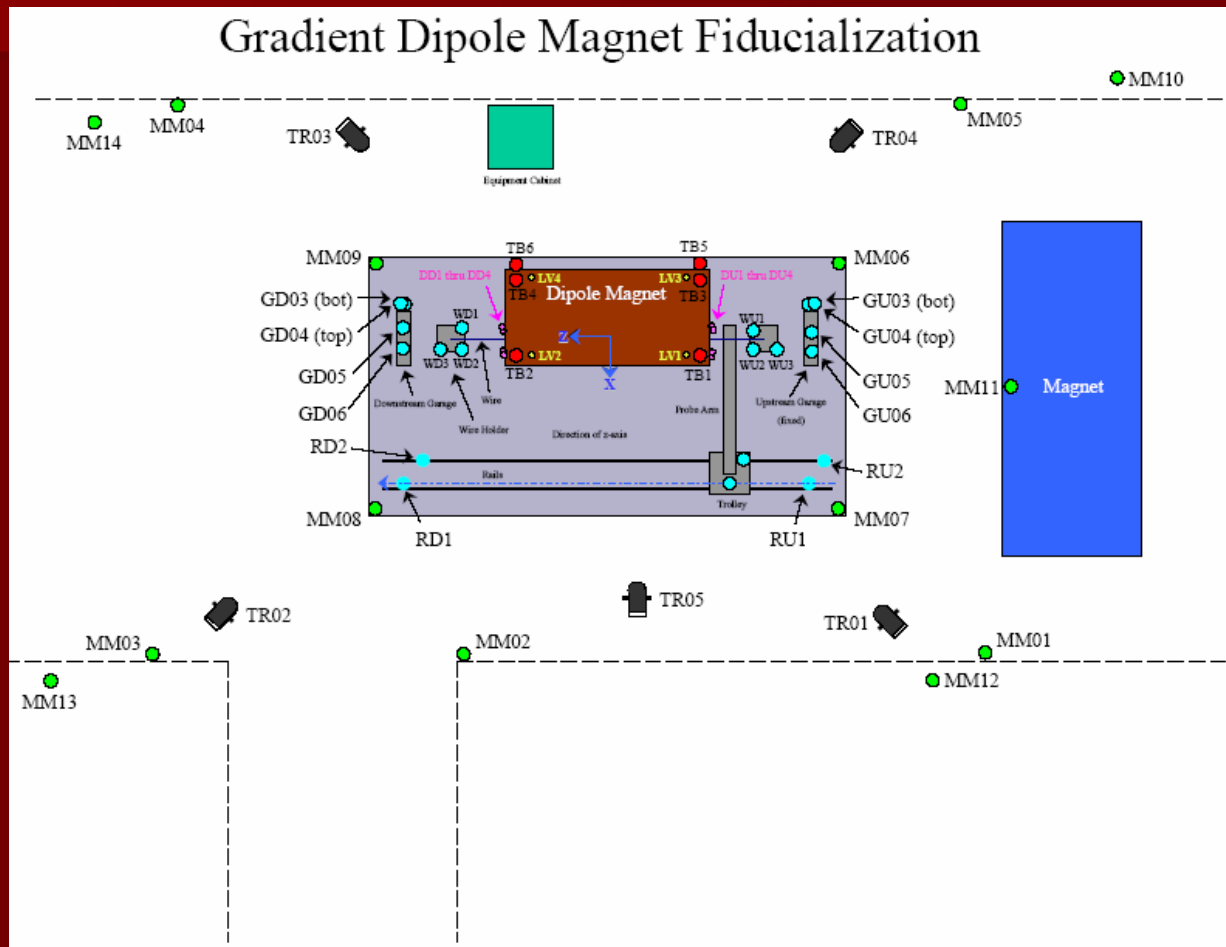 Gradient Dipole Magnet Fiducialization
MM10
MM04
MM14
TR03
TR04
MM05
Equipment Cabinet
MM09
TB6
TB5
MM06
DD1 thru DD4
LV4
LV3
DU1 thru DU4
Dipole Magnet
TB4
TB3
GD03 (bot)
GU03 (bot)
GD04 (top)
GU04 (top)
WD1
WU1
Z
GD05
GU05
WD3
WD2
LV2
LV1
WU2
WU3
TB2
TB1
X
GD06
GU06
MM11
Magnet
Downstream Garage
Wire
Probe Arm
Upstream Garage
(fixed)
Wire Holder
Direction of z-axis
RD2
RU2
Rails
Trolley
MM08
MM07
RD1
RU1
TR02
TR05
TR01
MM03
MM02
MM01
MM13
MM12